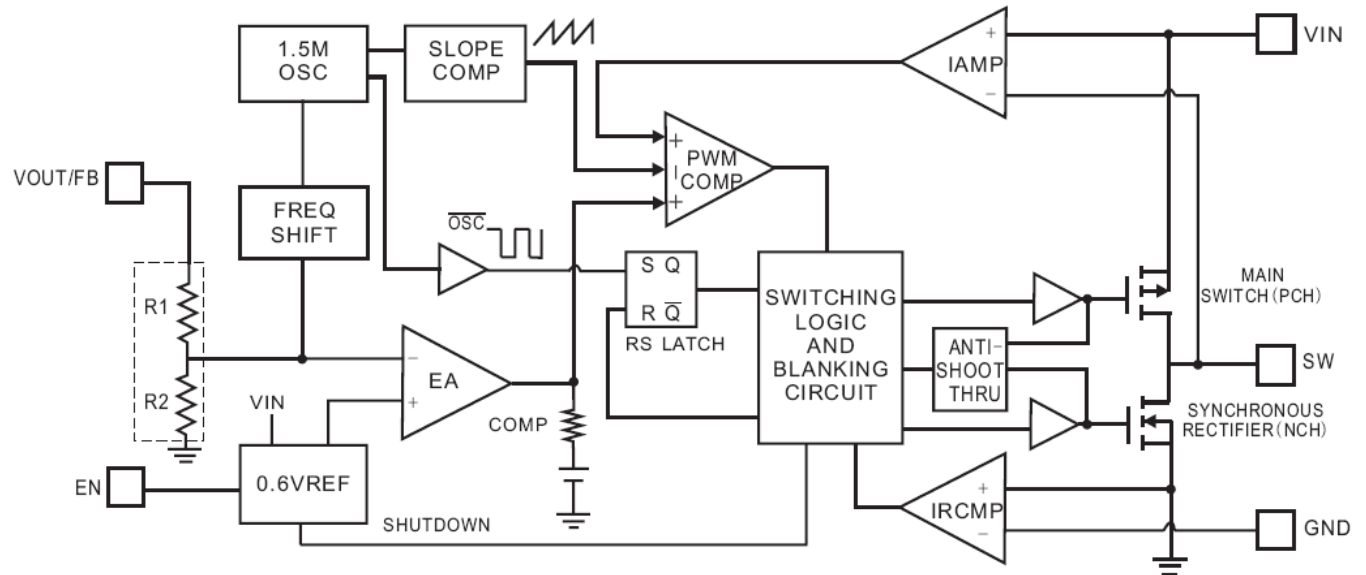 1.5M
OSC
SLOPE
COMP
IAMP
+
−
VIN
VOUT/FB
FREQ
SHIFT
+
−
+
PWM
COMP
OSC
S Q
R Q
RS LATCH
SWITCHING
LOGIC
AND
BLANKING
CIRCUIT
MAIN
SWITCH(PCH)
ANTI-
SHOOT
THRU
SW
SYNCHRONOUS
RECTIFIER(NCH)
R1
R2
−
EA
+
COMP
VIN
EN
0.6VREF
SHUTDOWN
+
IRCMP
−
GND